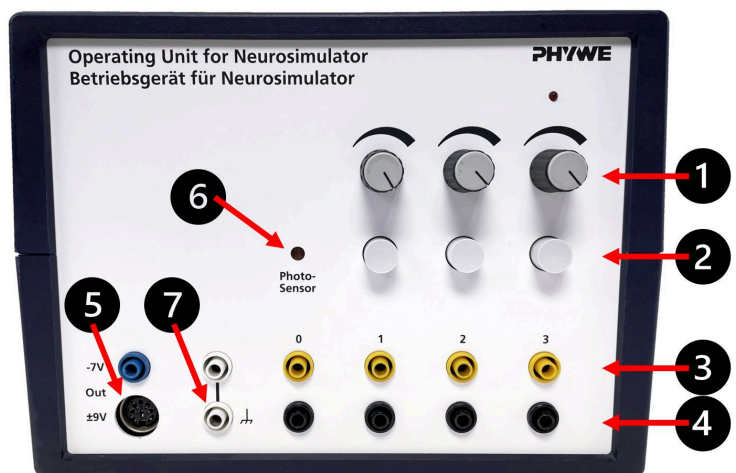 Operating Unit for Neurosimulator
Betriebsgerät für Neurosimulator
PHYWE
1
6
2
Photo-
Sensor
5
7
0
1
2
3
-7V
3
Out
±9V
4